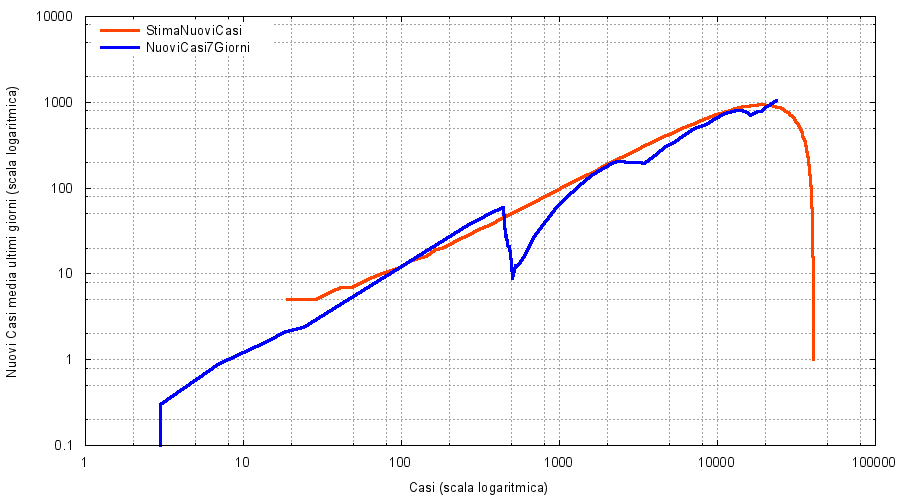 10000
StimaNuoviCasi
NuoviCasi7Giorni
1000
100
10
1
0.1
Nuovi Casi media ultimi giorni (scala logaritmica)
1 10 100 1000 10000 100000
Casi (scala logaritmica)